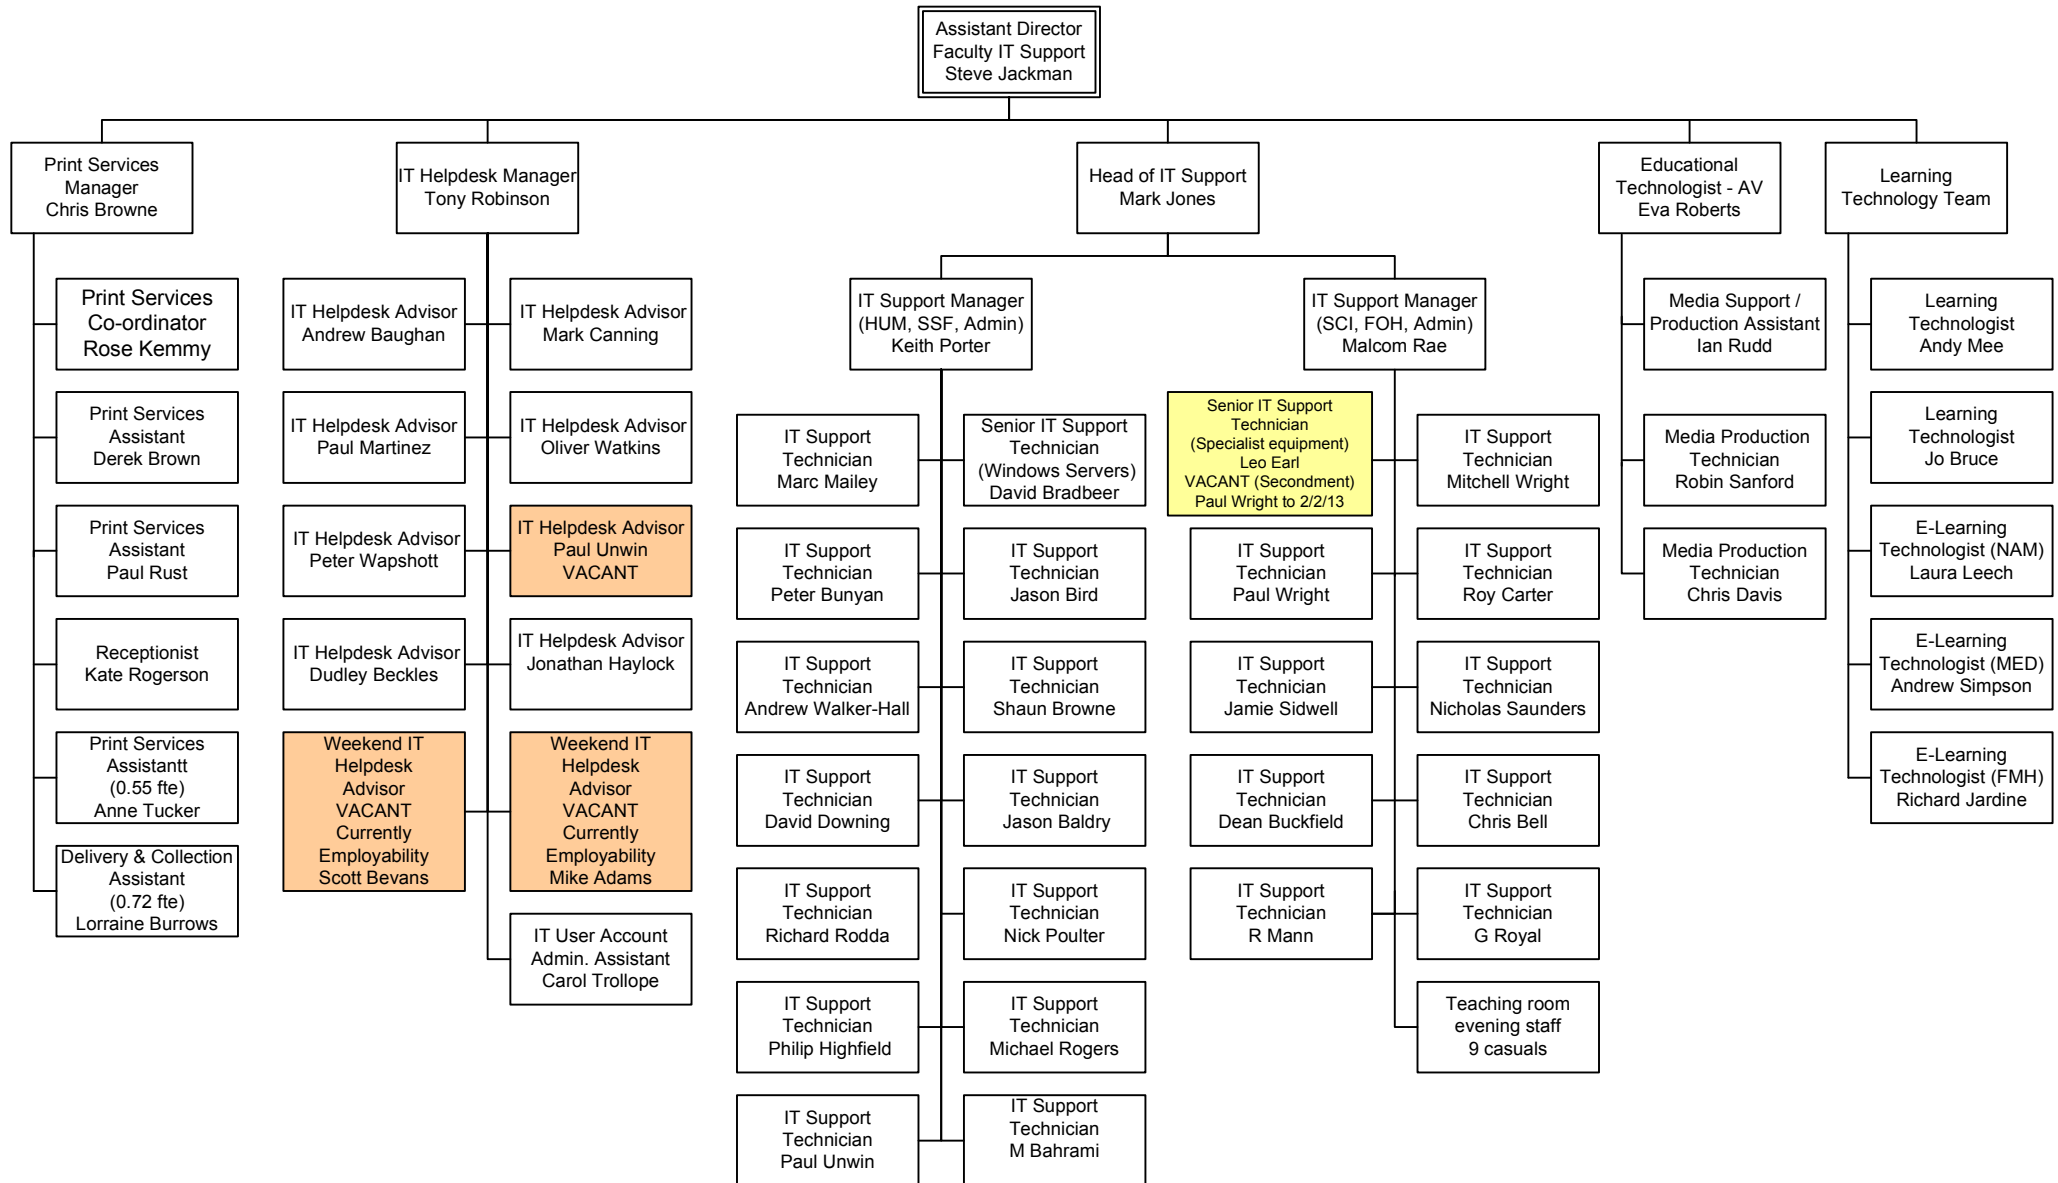 Assistant Director
Faculty IT Support
Steve Jackman
Print Services
Manager
Chris Browne
IT Helpdesk Manager
Tony Robinson
Head of IT Support
Mark Jones
Educational
Technologist - AV
Eva Roberts
Learning
Technology Team
Print Services
Co-ordinator
Rose Kemmy
Print Services
Assistant
Derek Brown
Print Services
Assistant
Paul Rust
Receptionist
Kate Rogerson
Print Services
Assistantt
(0.55 fte)
Anne Tucker
Delivery & Collection
Assistant
(0.72 fte)
Lorraine Burrows
IT Helpdesk Advisor
Andrew Baughan
IT Helpdesk Advisor
Mark Canning
IT Helpdesk Advisor
Paul Martinez
IT Helpdesk Advisor
Oliver Watkins
IT Helpdesk Advisor
Peter Wapshott
IT Helpdesk Advisor
Paul Unwin
VACANT
IT Helpdesk Advisor
Dudley Beckles
IT Helpdesk Advisor
Jonathan Haylock
Weekend IT
Helpdesk
Advisor
VACANT
Currently
Employability
Scott Bevans
Weekend IT
Helpdesk
Advisor
VACANT
Currently
Employability
Mike Adams
IT User Account
Admin. Assistant
Carol Trollope
IT Support Manager
(HUM, SSF, Admin)
Keith Porter
IT Support
Technician
Marc Mailey
Senior IT Support
Technician
(Windows Servers)
David Bradbeer
IT Support
Technician
Peter Bunyan
IT Support
Technician
Jason Bird
IT Support
Technician
Andrew Walker-Hall
IT Support
Technician
Shaun Browne
IT Support
Technician
David Downing
IT Support
Technician
Jason Baldry
IT Support
Technician
Richard Rodda
IT Support
Technician
Nick Poulter
IT Support
Technician
Philip Highfield
IT Support
Technician
Michael Rogers
IT Support
Technician
Paul Unwin
IT Support
Technician
M Bahrami
IT Support Manager
(SCI, FOH, Admin)
Malcom Rae
Senior IT Support
Technician
(Specialist equipment)
Leo Earl
VACANT (Secondment)
Paul Wright to 2/2/13
IT Support
Technician
Mitchell Wright
IT Support
Technician
Paul Wright
IT Support
Technician
Roy Carter
IT Support
Technician
Jamie Sidwell
IT Support
Technician
Nicholas Saunders
IT Support
Technician
Dean Buckfield
IT Support
Technician
Chris Bell
IT Support
Technician
R Mann
IT Support
Technician
G Royal
Teaching room
evening staff
9 casuals
Media Support /
Production Assistant
Ian Rudd
Media Production
Technician
Robin Sanford
Media Production
Technician
Chris Davis
Learning
Technologist
Andy Mee
Learning
Technologist
Jo Bruce
E-Learning
Technologist (NAM)
Laura Leech
E-Learning
Technologist (MED)
Andrew Simpson
E-Learning
Technologist (FMH)
Richard Jardine